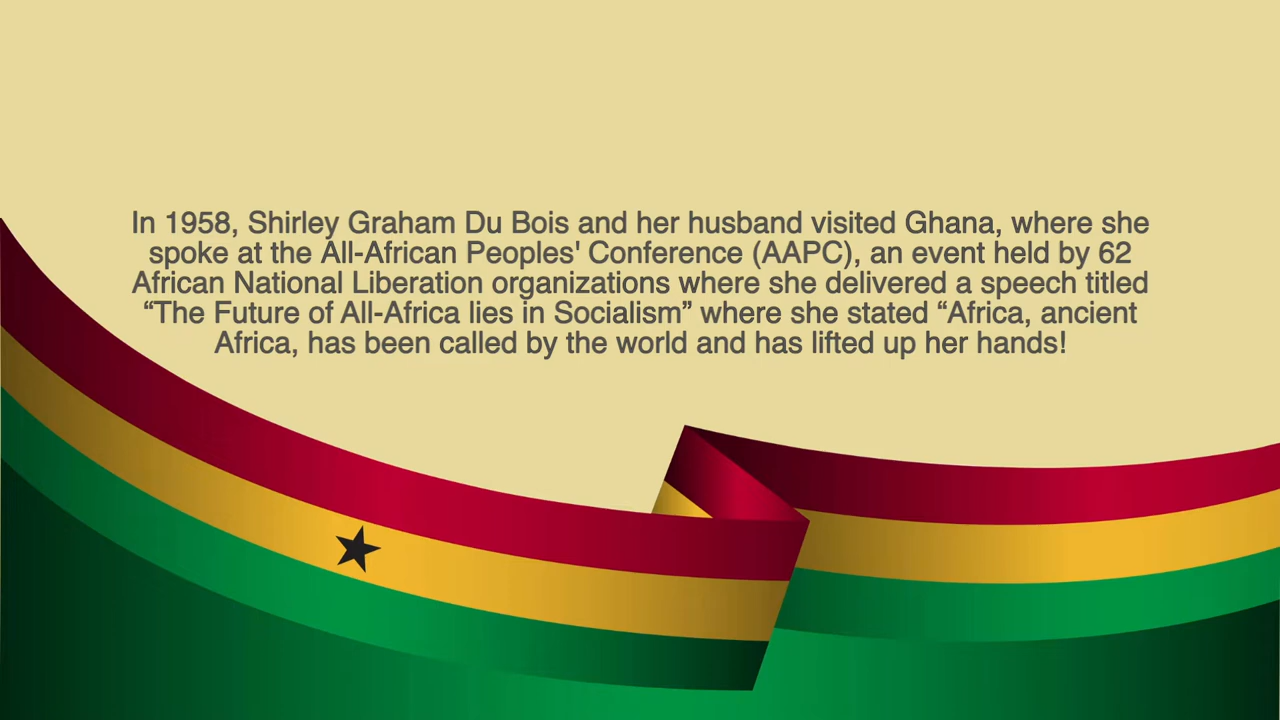 In 1958, Shirley Graham Du Bois and her husband visited Ghana, where she
spoke at the All-African Peoples' Conference (AAPC), an event held by 62
African National Liberation organizations where she delivered a speech titled
“The Future of All-Africa lies in Socialism” where she stated “Africa, ancient
Africa, has been called by the world and has lifted up her hands!